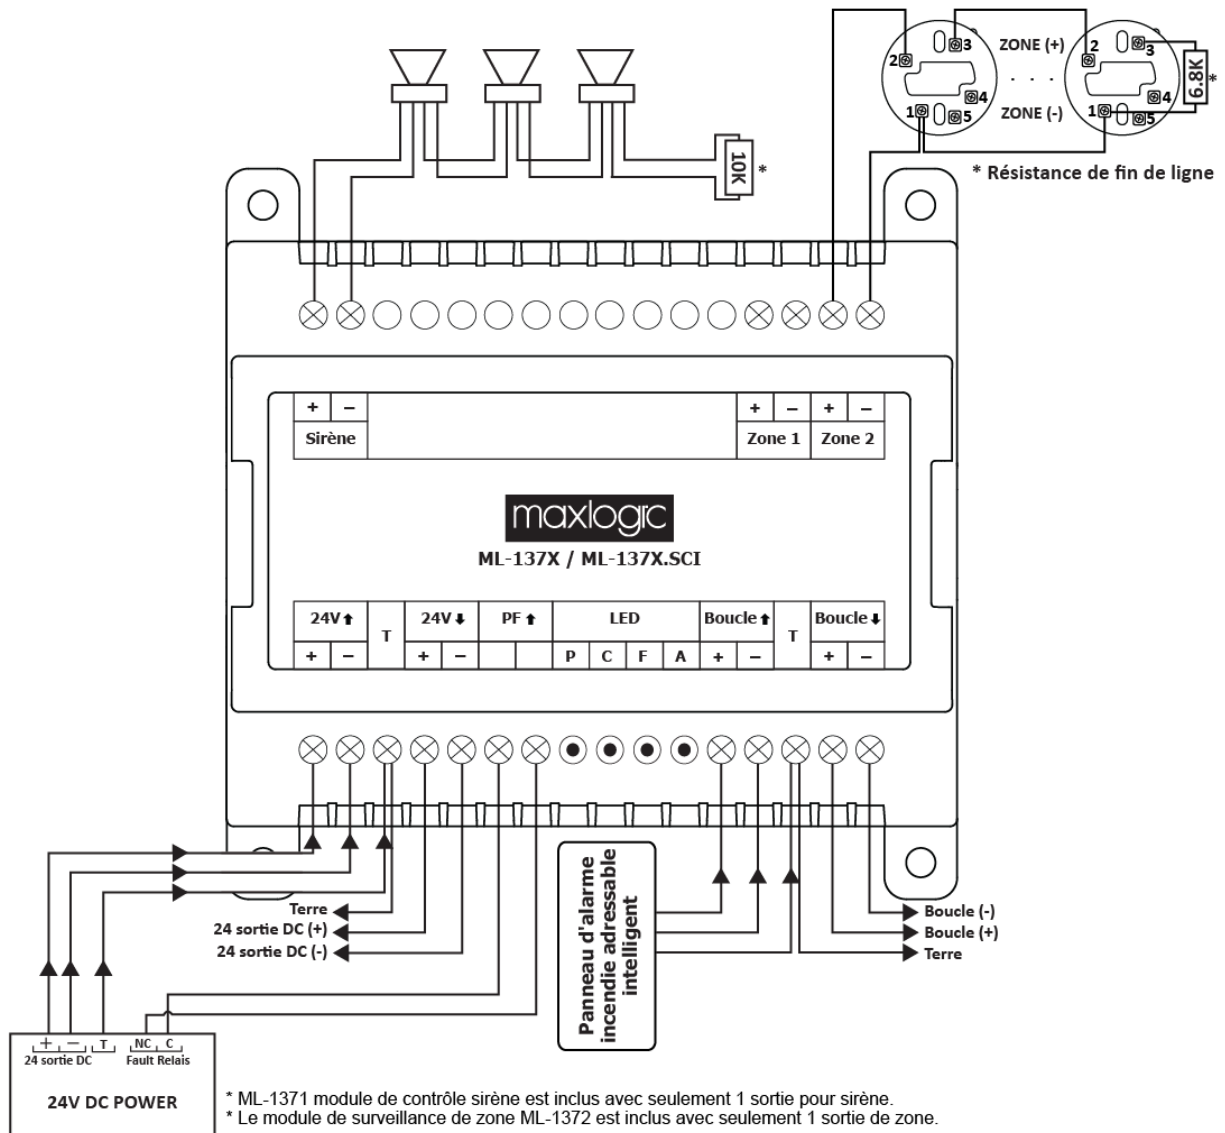 2 3 ZONE (+) 2 3
6.8K *
4 4
1 5 ZONE (-) 1 5
10K *
* Résistance de fin de ligne
+ − + − + −
Sirène Zone 1 Zone 2
maxlogic
ML-137X / ML-137X.SCI
24V T 24V PF LED Boucle T Boucle
+ − + − P C F A + − + −
Terre
24 sortie DC (+)
24 sortie DC (-)
Panneau d'alarme
incendie adressable
intelligent
Boucle (-)
Boucle (+)
Terre
+ − T NC C
24 sortie DC Fault Relais
24V DC POWER
* ML-1371 module de contrôle sirène est inclus avec seulement 1 sortie pour sirène.
* Le module de surveillance de zone ML-1372 est inclus avec seulement 1 sortie de zone.